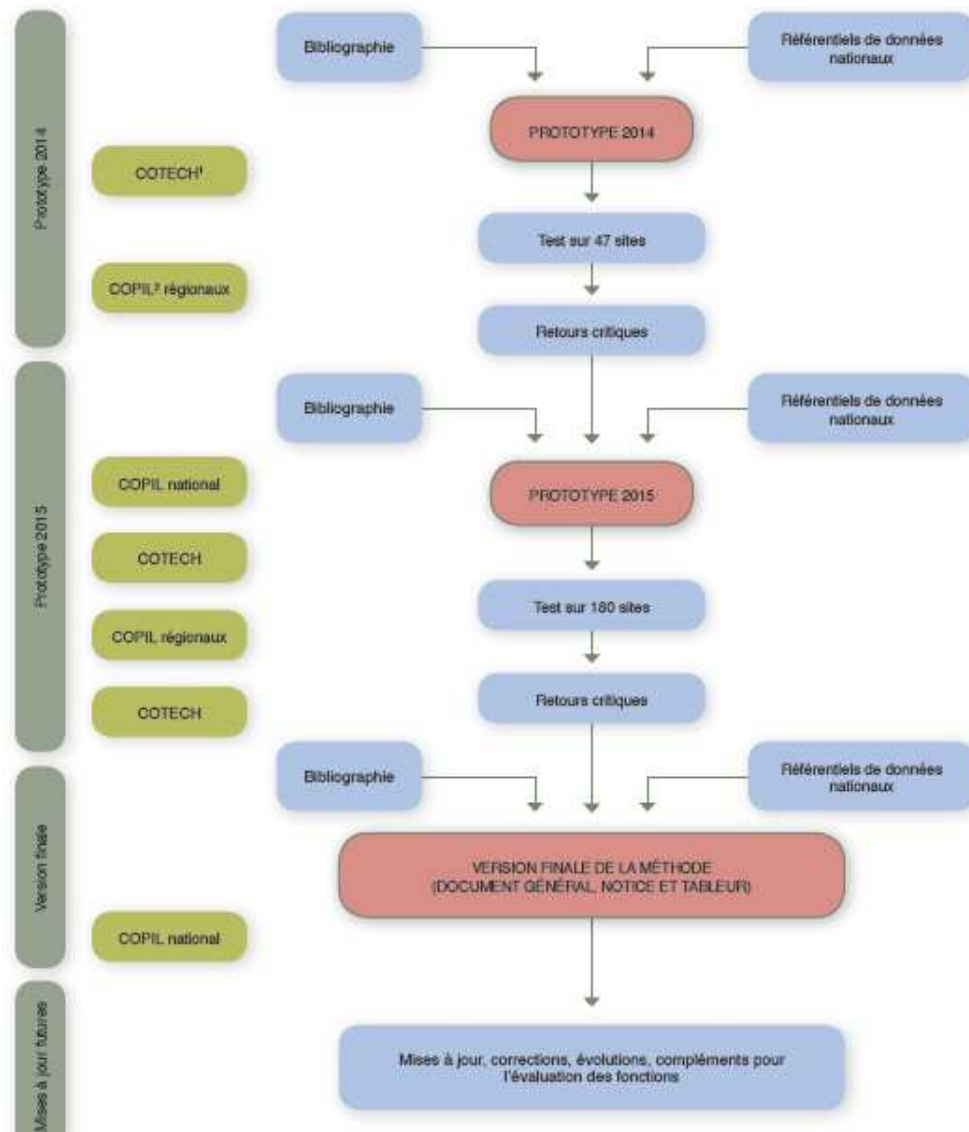 Prototype 2014
Bibliographie
Référentiels de données
nationaux
PROTOTYPE 2014
COTECH¹
Test sur 47 sites
COPIL² régionaux
Retours critiques
Prototype 2015
Bibliographie
Référentiels de données
nationaux
COPIL national
PROTOTYPE 2015
COTECH
Test sur 180 sites
COPIL régionaux
Retours critiques
COTECH
Version finale
Bibliographie
Référentiels de données
nationaux
VERSION FINALE DE LA MÉTHODE
(DOCUMENT GÉNÉRAL, NOTICE ET TABLEUR)
COPIL national
Mises à jour futures
Mises à jour, corrections, évolutions, compléments pour
l'évaluation des fonctions